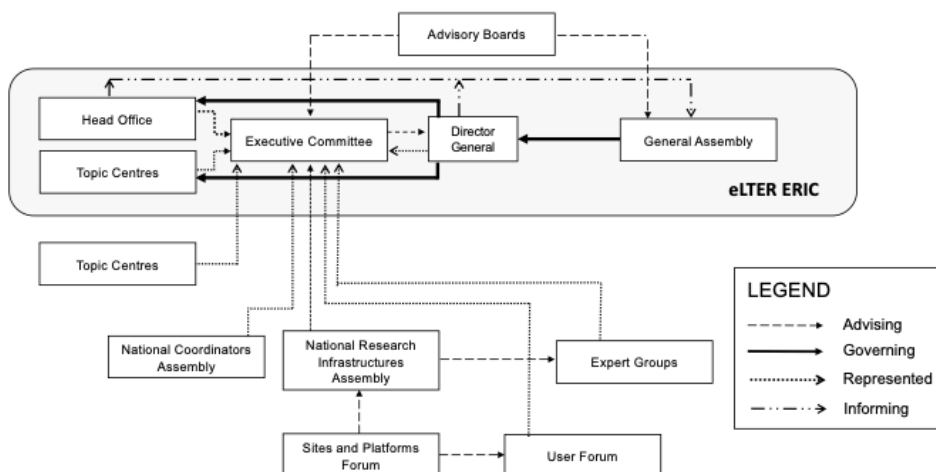 Advisory Boards
Head Office
Executive Committee
Director
General
General Assembly
Topic Centres
eLTER ERIC
Topic Centres
LEGEND
Advising
Governing
Represented
Informing
National Coordinators
Assembly
National Research
Infrastructures
Assembly
Expert Groups
Sites and Platforms
Forum
User Forum